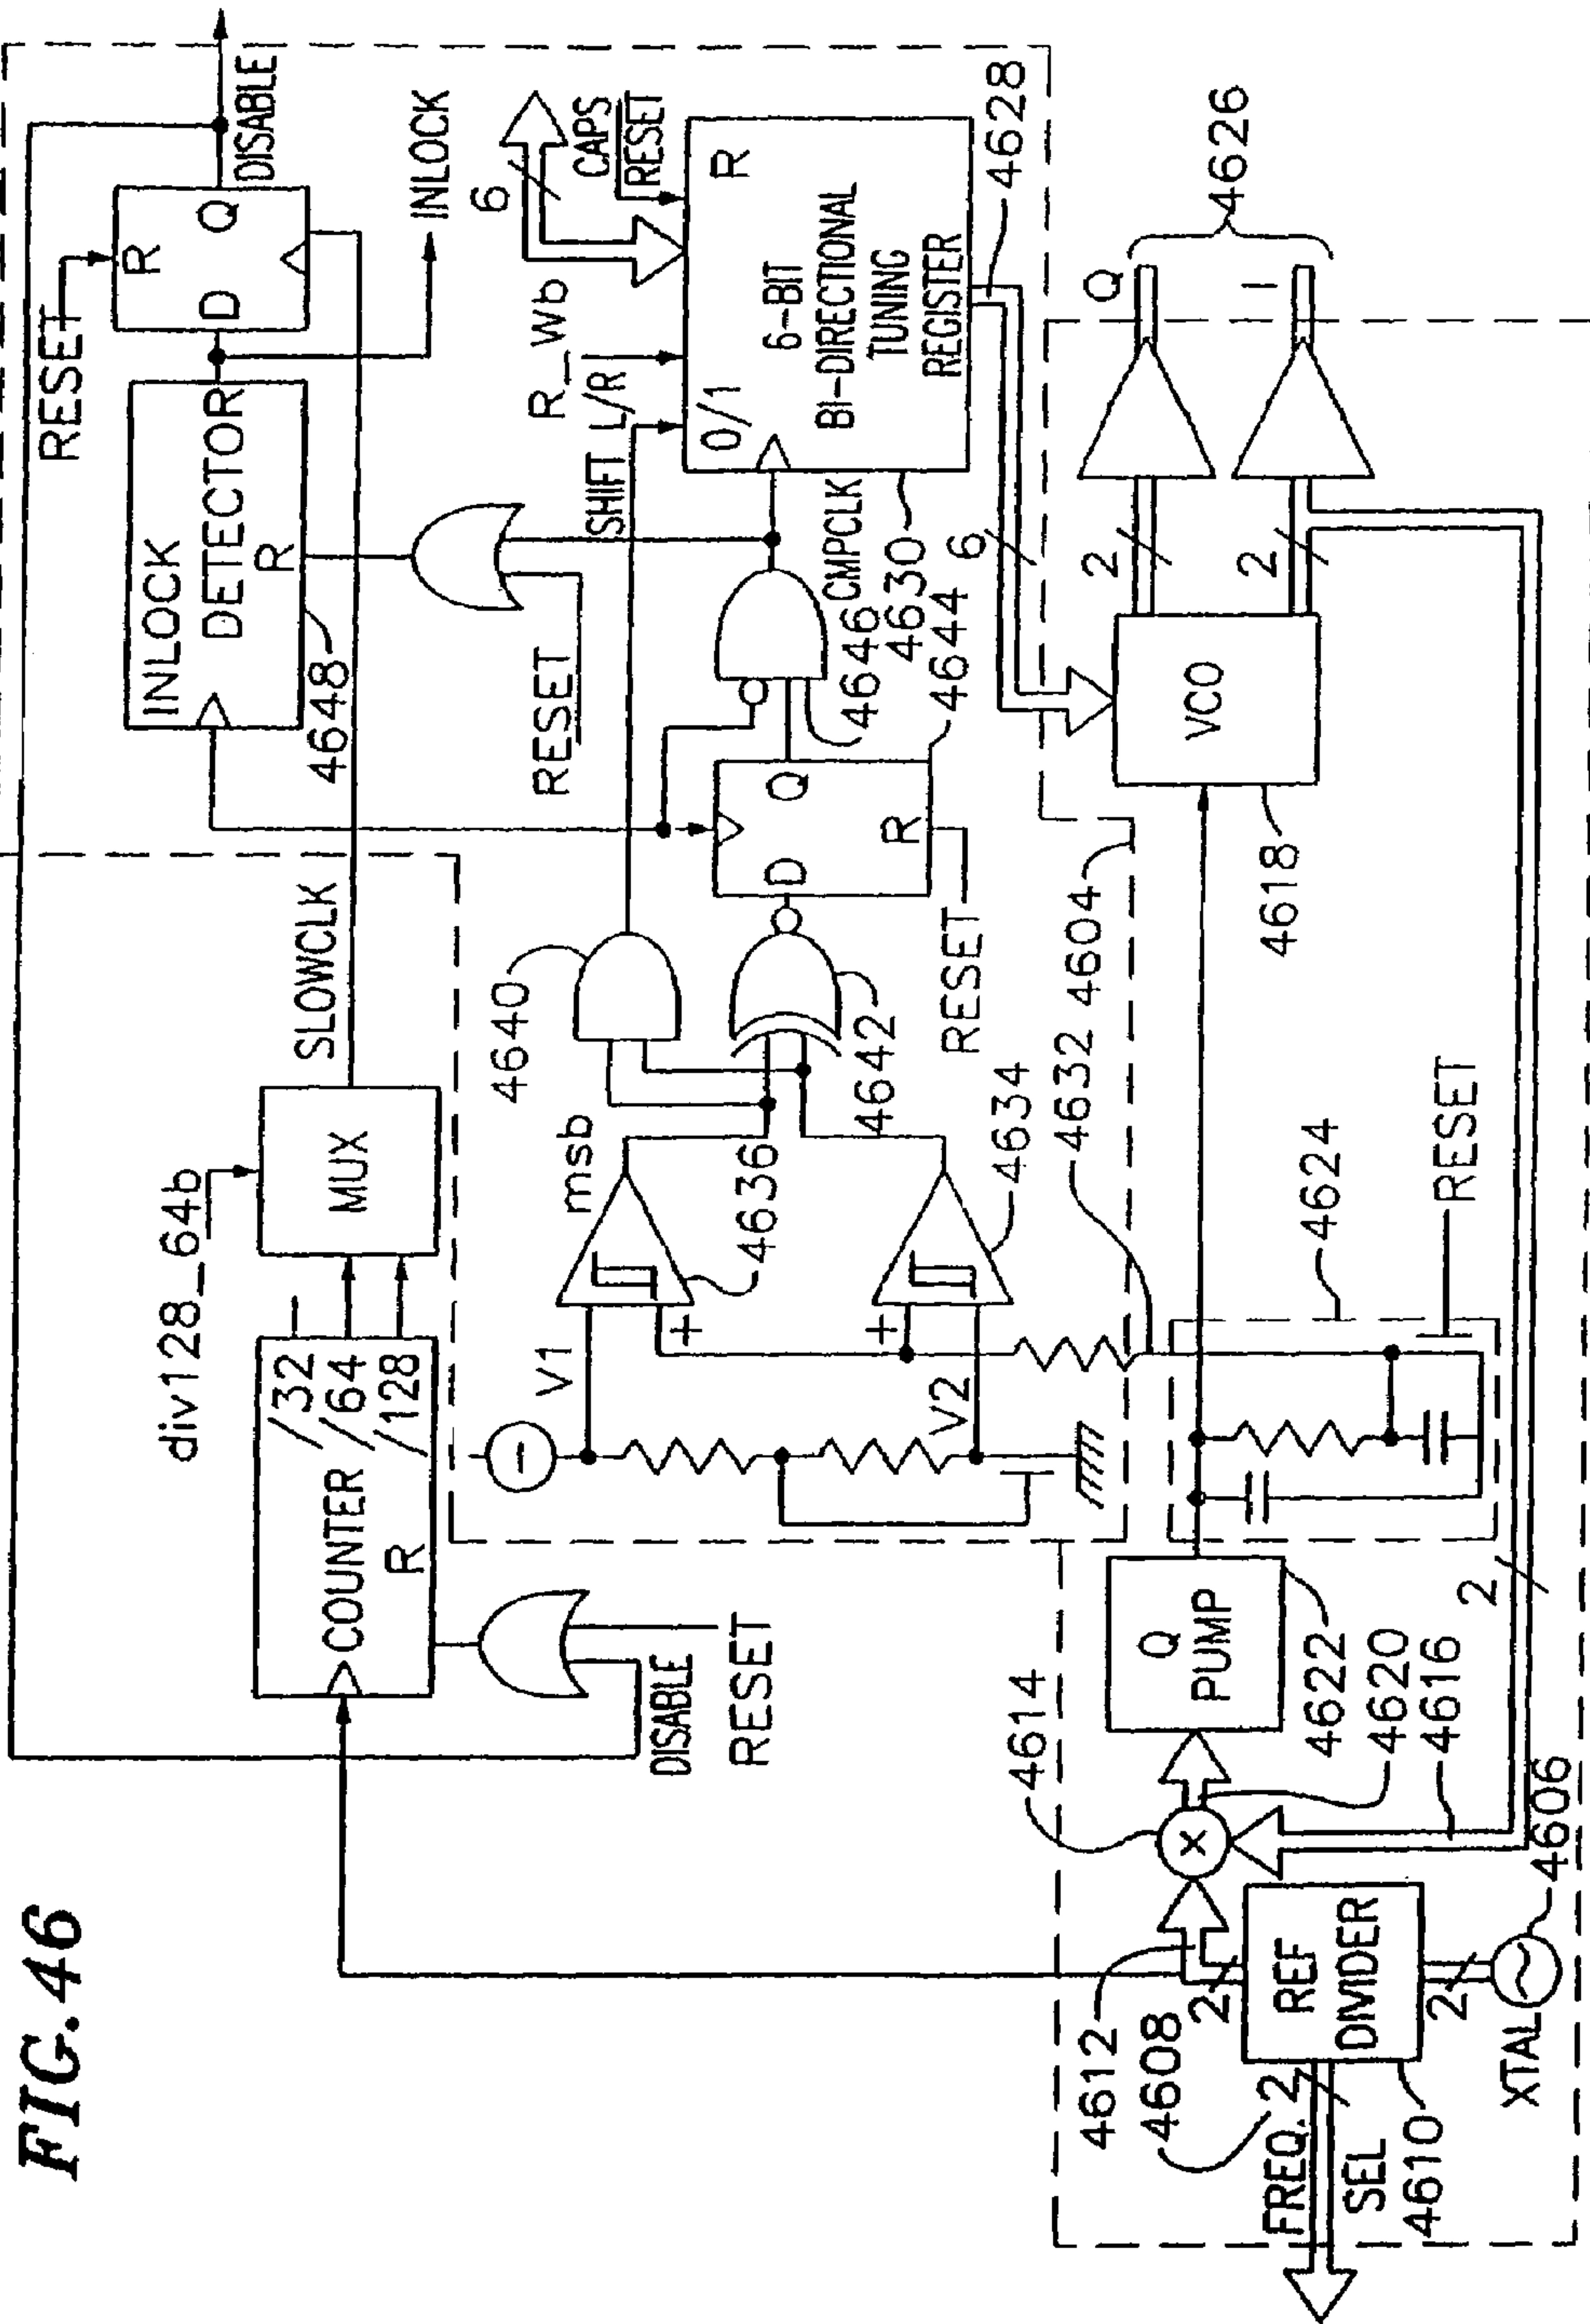 FIG. 46
RESET
R
D
Q
DISABLE
INLOCK
DETECTOR
R
4648
INLOCK
SLOWCLK
div128_64b
MUX
/32
/64
/128
COUNTER
R
DISABLE
RESET
RESET
6
CAPS
RESET
R_Wb
SHIFT L/R
0/1
R
6-BIT
BI-DIRECTIONAL
TUNING
REGISTER
4628
CMPCLK
4646
4630
4644
6
4640
D
Q
R
RESET
4642
msb
4636
4634
4632
4604
V1
+
+
V2
4626
Q
I
2
2
VCO
4618
4624
RESET
2
Q
PUMP
4622
4620
4616
4606
4614
X
4612
4608
2
REF
DIVIDER
2
XTAL
FREQ.
2
SEL
4610